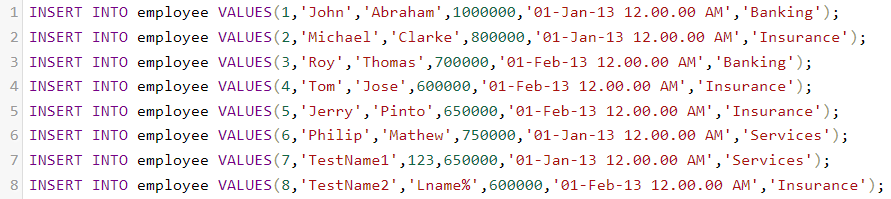 1 INSERT INTO employee VALUES(1,'John','Abraham',1000000,'01-Jan-13 12.00.00 AM','Banking');
2 INSERT INTO employee VALUES(2,'Michael','Clarke',800000,'01-Jan-13 12.00.00 AM','Insurance');
3 INSERT INTO employee VALUES(3,'Roy','Thomas',700000,'01-Feb-13 12.00.00 AM','Banking');
4 INSERT INTO employee VALUES(4,'Tom','Jose',600000,'01-Feb-13 12.00.00 AM','Insurance');
5 INSERT INTO employee VALUES(5,'Jerry','Pinto',650000,'01-Feb-13 12.00.00 AM','Insurance');
6 INSERT INTO employee VALUES(6,'Philip','Mathew',750000,'01-Jan-13 12.00.00 AM','Services');
7 INSERT INTO employee VALUES(7,'TestName1',123,650000,'01-Jan-13 12.00.00 AM','Services');
8 INSERT INTO employee VALUES(8,'TestName2','Lname%',600000,'01-Feb-13 12.00.00 AM','Insurance');